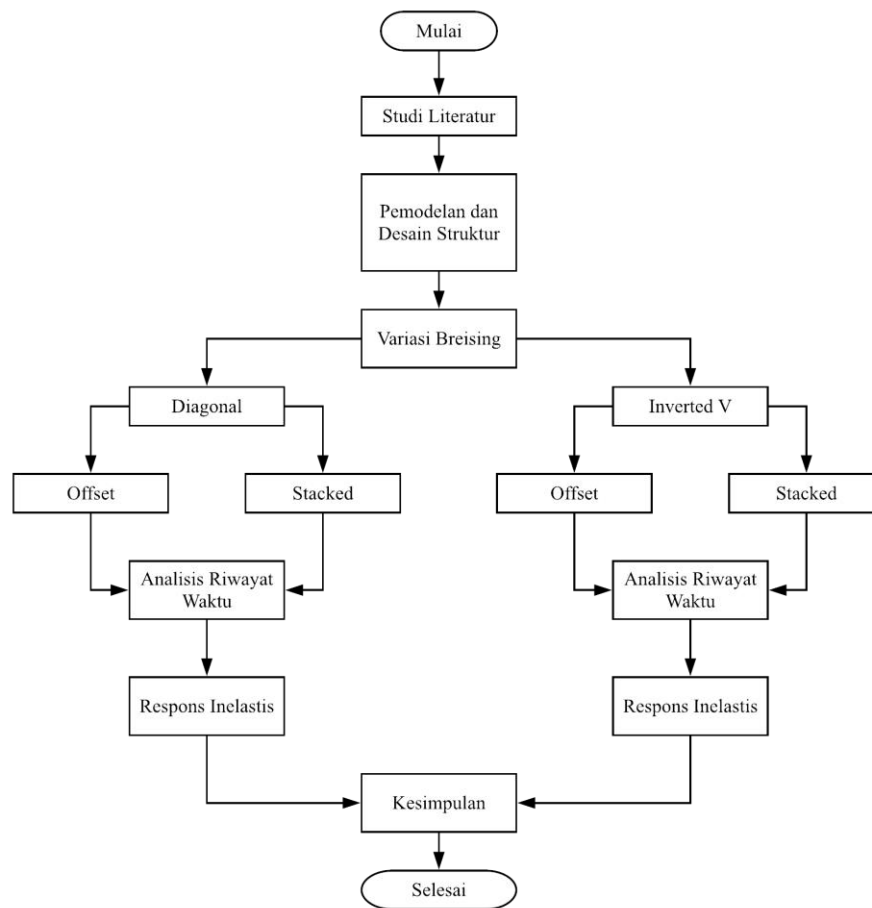 Mulai
Studi Literatur
Pemodelan dan
Desain Struktur
Variasi Breising
Diagonal
Inverted V
Offset
Stacked
Offset
Stacked
Analisis Riwayat
Waktu
Analisis Riwayat
Waktu
Respons Inelastis
Respons Inelastis
Kesimpulan
Selesai